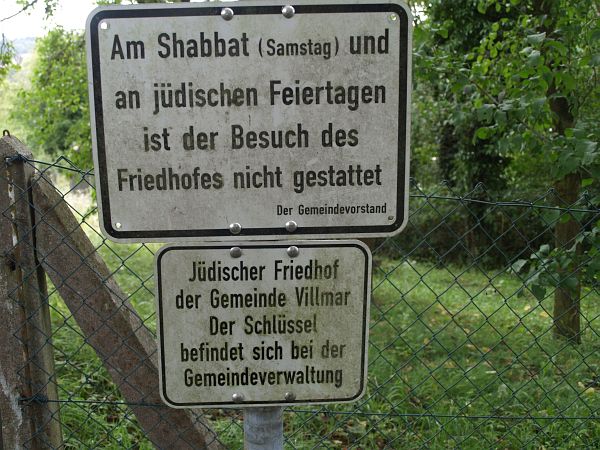 Am Shabbat (Samstag) und
an jüdischen Feiertagen
ist der Besuch des
Friedhofes nicht gestattet
Der Gemeindevorstand
Jüdischer Friedhof
der Gemeinde Villmar
Der Schlüssel
befindet sich bei der
Gemeindeverwaltung